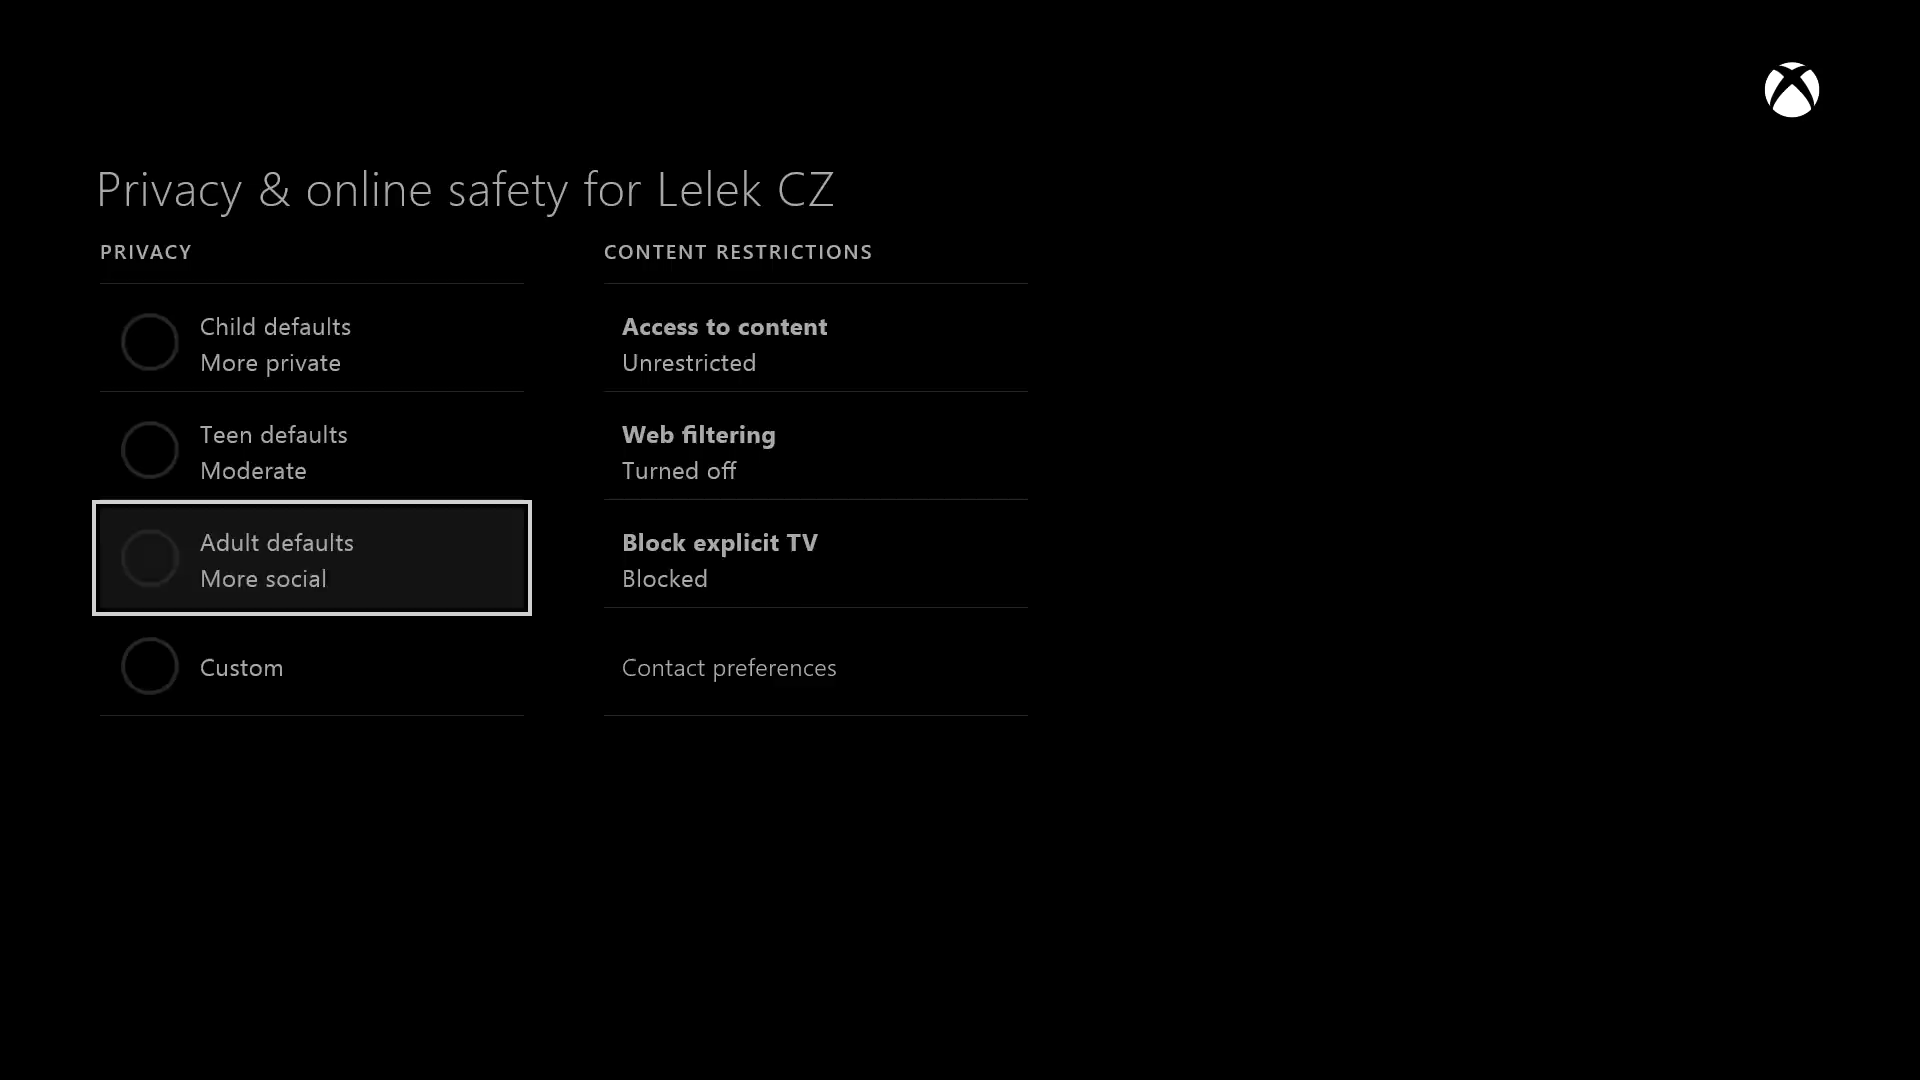 Privacy & online safety for Lelek CZ
PRIVACY
Child defaults
More private
Teen defaults
Moderate
Adult defaults
More social
Custom
CONTENT RESTRICTIONS
Access to content
Unrestricted
Web filtering
Turned off
Block explicit TV
Blocked
Contact preferences